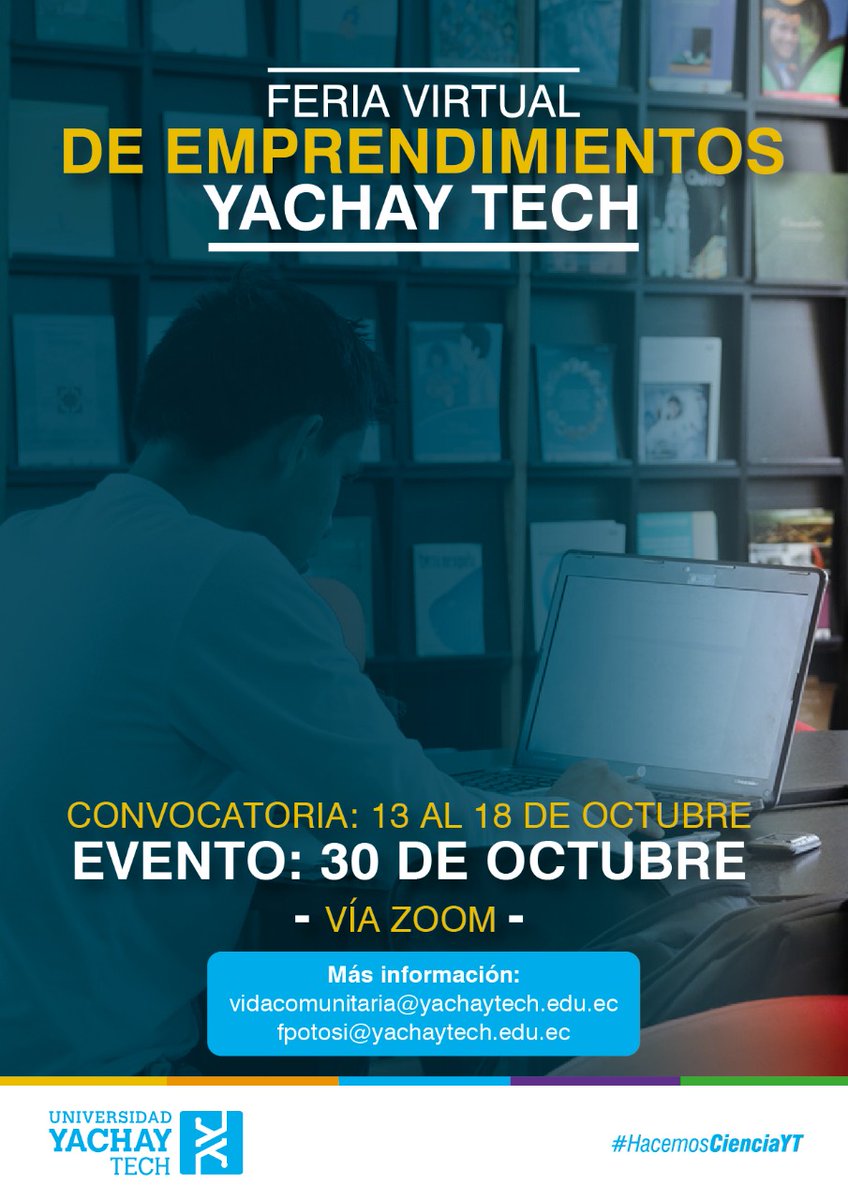 FERIA VIRTUAL
DE EMPRENDIMIENTOS
YACHAY TECH
CONVOCATORIA: 13 AL 18 DE OCTUBRE
EVENTO: 30 DE OCTUBRE
- VÍA ZOOM -
Más información:
vidacomunitaria@yachaytech.edu.ec
fpotosi@yachaytech.edu.ec
UNIVERSIDAD
YACHAY
TECH
#HacemosCienciaYT